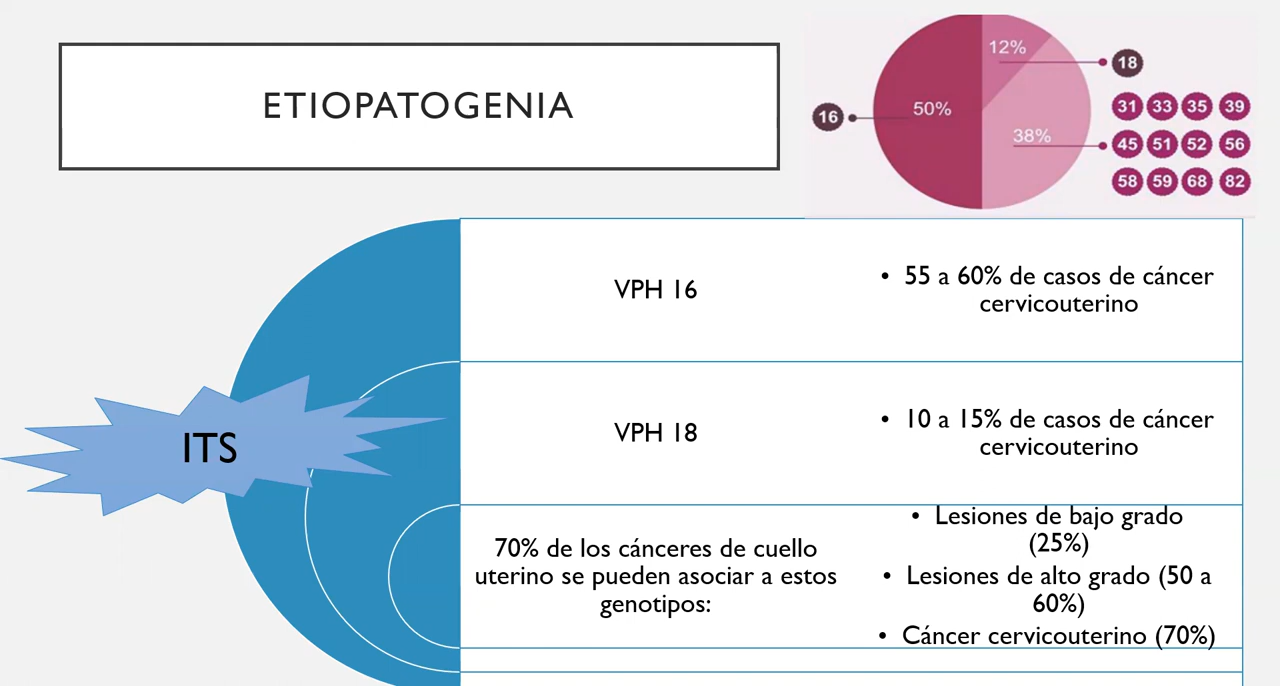 ETIOPATOGENIA
12%
18
16
50%
38%
31 33 35 39
45 51 52 56
58 59 68 82
ITS
VPH 16
• 55 a 60% de casos de cáncer
cervicouterino
VPH 18
• 10 a 15% de casos de cáncer
cervicouterino
70% de los cánceres de cuello
uterino se pueden asociar a estos
genotipos:
• Lesiones de bajo grado
(25%)
• Lesiones de alto grado (50 a
60%)
• Cáncer cervicouterino (70%)